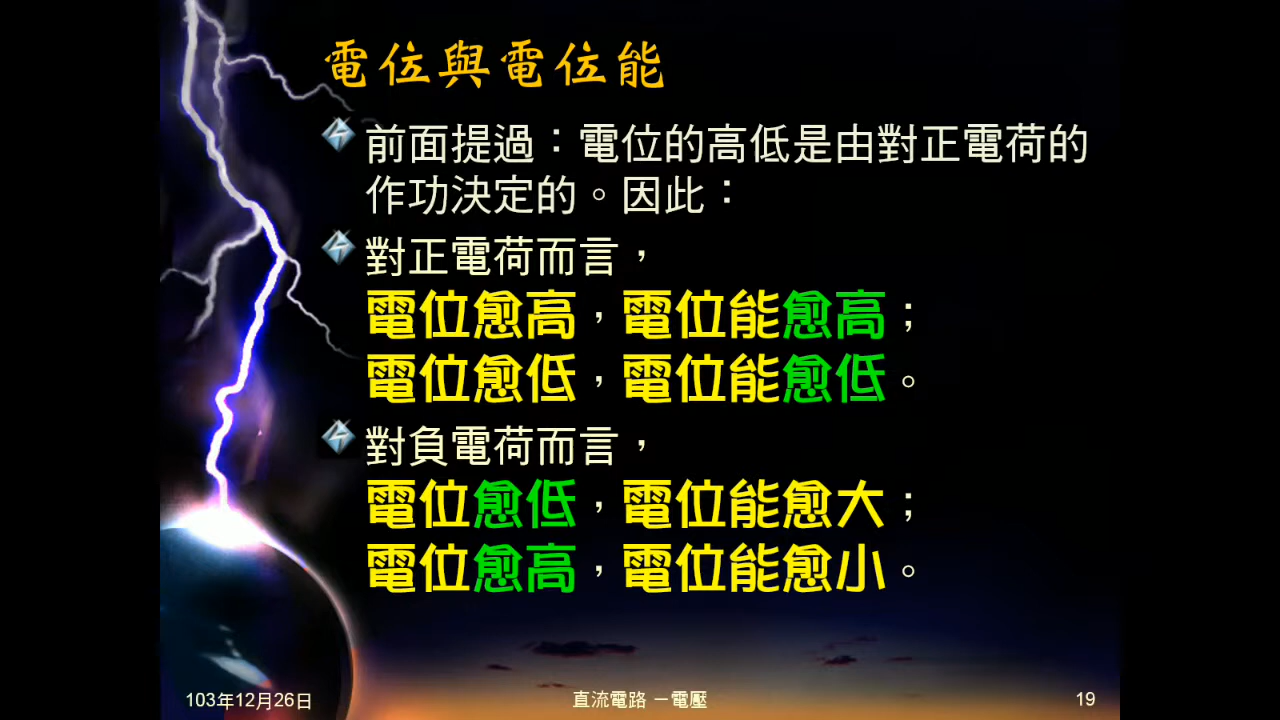 電位與電位能
前面提過：電位的高低是由對正電荷的
作功決定的。因此：
對正電荷而言，
電位愈高，電位能愈高；
電位愈低，電位能愈低。
對負電荷而言，
電位愈低，電位能愈大；
電位愈高，電位能愈小。
103年12月26日
直流電路 －電壓
19